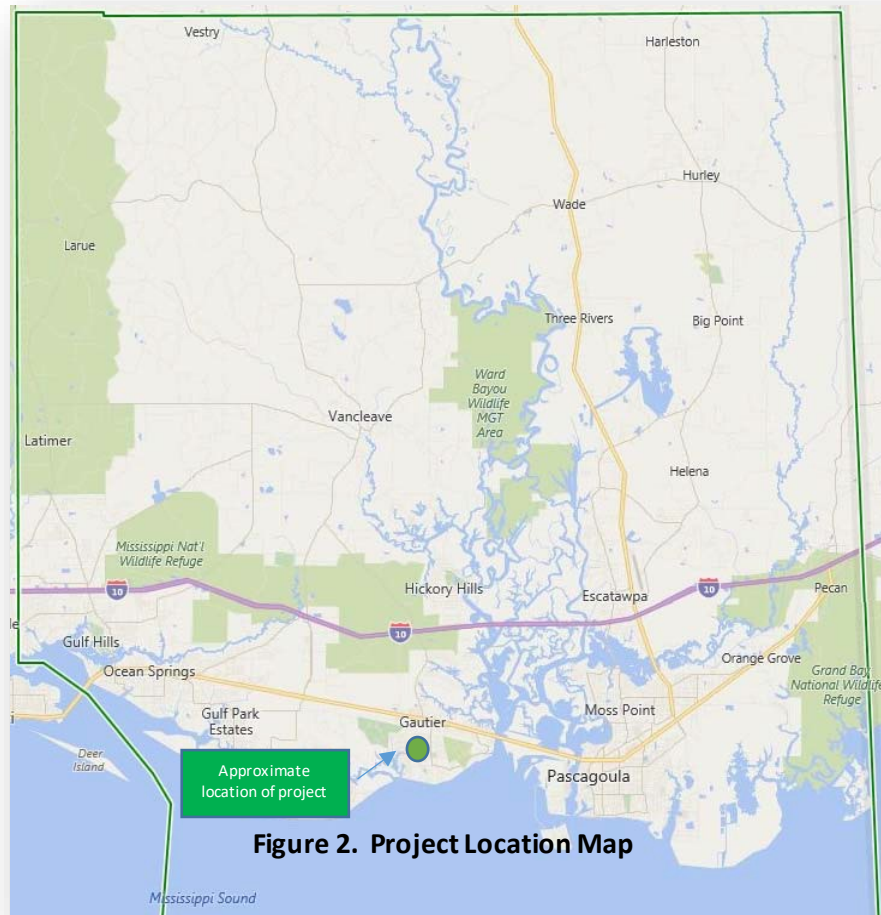 Vestry
Harleston
Hurley
Wade
Larue
Three Rivers
Big Point
Ward
Bayou
Wildlife
MGT
Area
Vancleave
Latimer
Helena
Mississippi Nat'l
Wildlife Refuge
10
Hickory Hills
10
Escatawpa
10
Pecan
Gulf Hills
Ocean Springs
Orange Grove
Grand Bay
National Wildlife
Refuge
Gulf Park
Estates
Gautier
Moss Point
Deer
Island
Approximate
location of project
Pascagoula
Figure 2. Project Location Map
Mississippi Sound